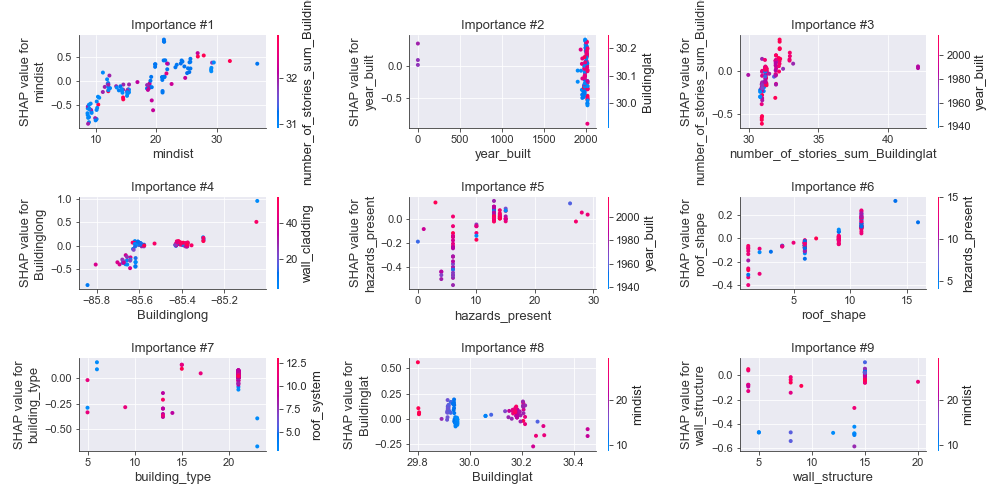 Importance #1
Importance #2
Importance #3
SHAP value for
mindist
0.5
0.0
−0.5
10
20
30
mindist
32
31
number_of_stories_sum_Building
SHAP value for
year_built
0.0
−0.5
0
500
1000
1500
2000
year_built
30.2
30.1
30.0
Buildinglat
SHAP value for
number_of_stories_sum_Buildin
0.0
−0.5
30
35
40
number_of_stories_sum_Buildinglat
2000
1980
1960
1940
year_built
Importance #4
Importance #5
Importance #6
SHAP value for
Buildinglong
1.0
0.5
0.0
−0.5
−85.8
−85.6
−85.4
−85.2
Buildinglong
40
20
wall_cladding
SHAP value for
hazards_present
0.0
−0.2
−0.4
0
10
20
30
hazards_present
2000
1980
1960
1940
year_built
SHAP value for
roof_shape
0.2
0.0
−0.2
−0.4
5
10
15
roof_shape
15
10
5
hazards_present
Importance #7
Importance #8
Importance #9
SHAP value for
building_type
0.00
−0.25
−0.50
5
10
15
20
building_type
12.5
10.0
7.5
5.0
roof_system
SHAP value for
Buildinglat
0.50
0.25
0.00
−0.25
29.8
30.0
30.2
30.4
Buildinglat
20
10
mindist
SHAP value for
wall_structure
0.0
−0.2
−0.4
−0.6
5
10
15
20
wall_structure
20
10
mindist